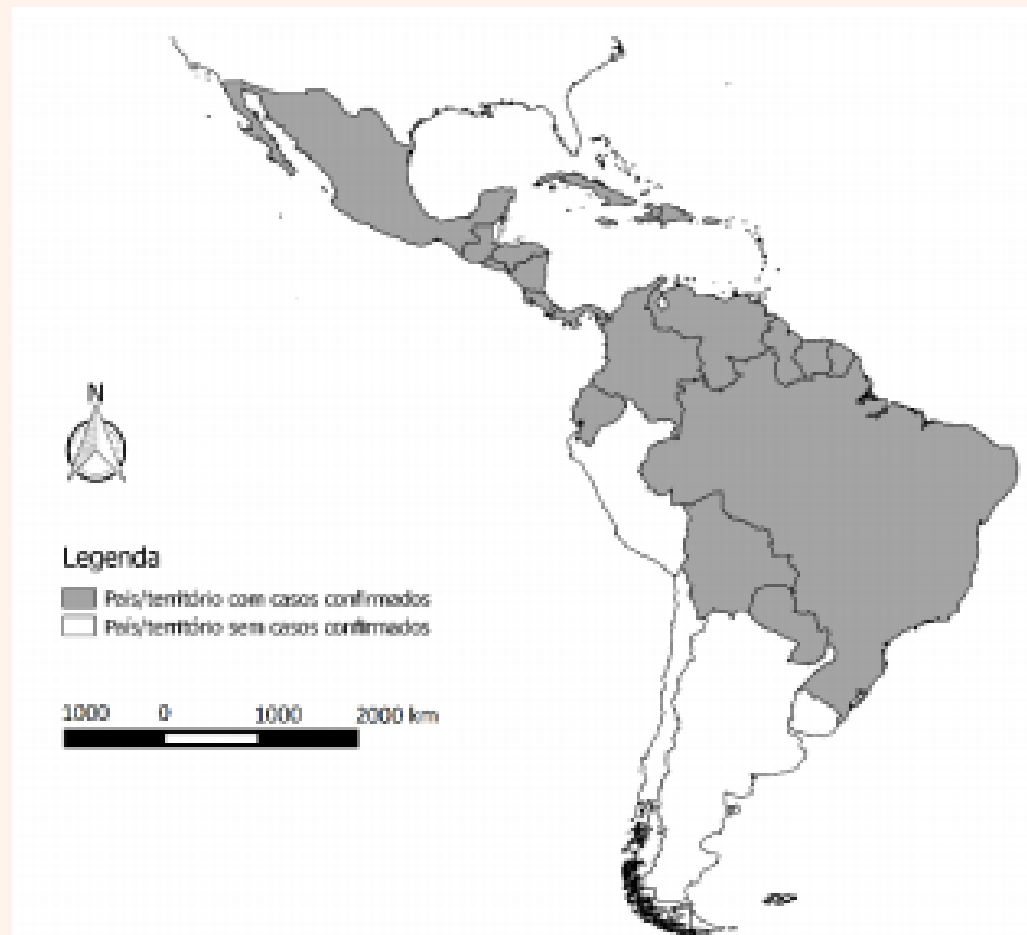 N
Legenda
País/território com casos confirmados
País/território sem casos confirmados
1000 0 1000 2000 km